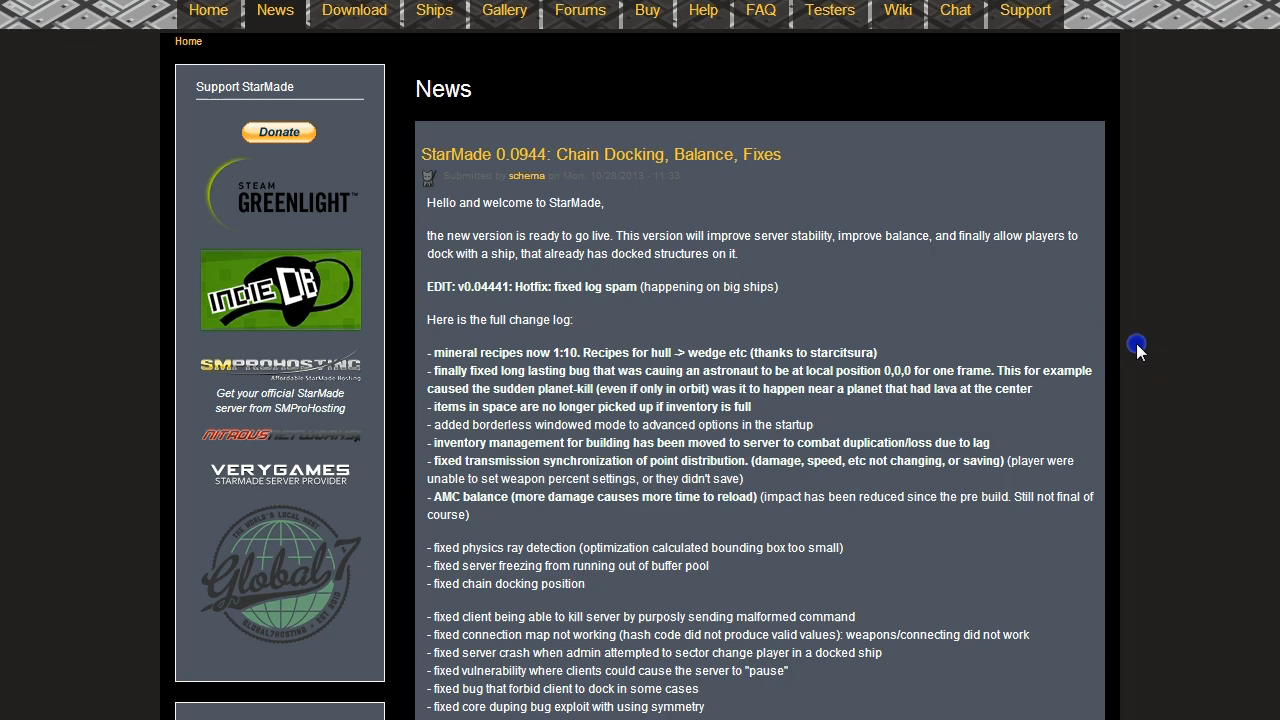 Home News Download Ships Gallery Forums Buy Help FAQ Testers Wiki Chat Support
Home
Support StarMade
Donate
STEAM
GREENLIGHT™
INDIE DB
SMPROHOSTING
Affordable StarMade Hosting
Get your official StarMade
server from SMProHosting
NITROUSNETWORKS
VERYGAMES
STARMADE SERVER PROVIDER
THE WORLD'S LOCAL HOST
Global7
GLOBAL7HOSTING
News
StarMade 0.0944: Chain Docking, Balance, Fixes
Submitted by schema on Mon, 10/28/2013 - 11:33
Hello and welcome to StarMade,
the new version is ready to go live. This version will improve server stability, improve balance, and finally allow players to
dock with a ship, that already has docked structures on it.
EDIT: v0.04441: Hotfix: fixed log spam (happening on big ships)
Here is the full change log:
- mineral recipes now 1:10. Recipes for hull -> wedge etc (thanks to starcitsura)
- finally fixed long lasting bug that was cauing an astronaut to be at local position 0,0,0 for one frame. This for example
caused the sudden planet-kill (even if only in orbit) was it to happen near a planet that had lava at the center
- items in space are no longer picked up if inventory is full
- added borderless windowed mode to advanced options in the startup
- inventory management for building has been moved to server to combat duplication/loss due to lag
- fixed transmission synchronization of point distribution. (damage, speed, etc not changing, or saving) (player were
unable to set weapon percent settings, or they didn't save)
- AMC balance (more damage causes more time to reload) (impact has been reduced since the pre build. Still not final of
course)
- fixed physics ray detection (optimization calculated bounding box too small)
- fixed server freezing from running out of buffer pool
- fixed chain docking position
- fixed client being able to kill server by purposly sending malformed command
- fixed connection map not working (hash code did not produce valid values): weapons/connecting did not work
- fixed server crash when admin attempted to sector change player in a docked ship
- fixed vulnerability where clients could cause the server to "pause"
- fixed bug that forbid client to dock in some cases
- fixed core duping bug exploit with using symmetry